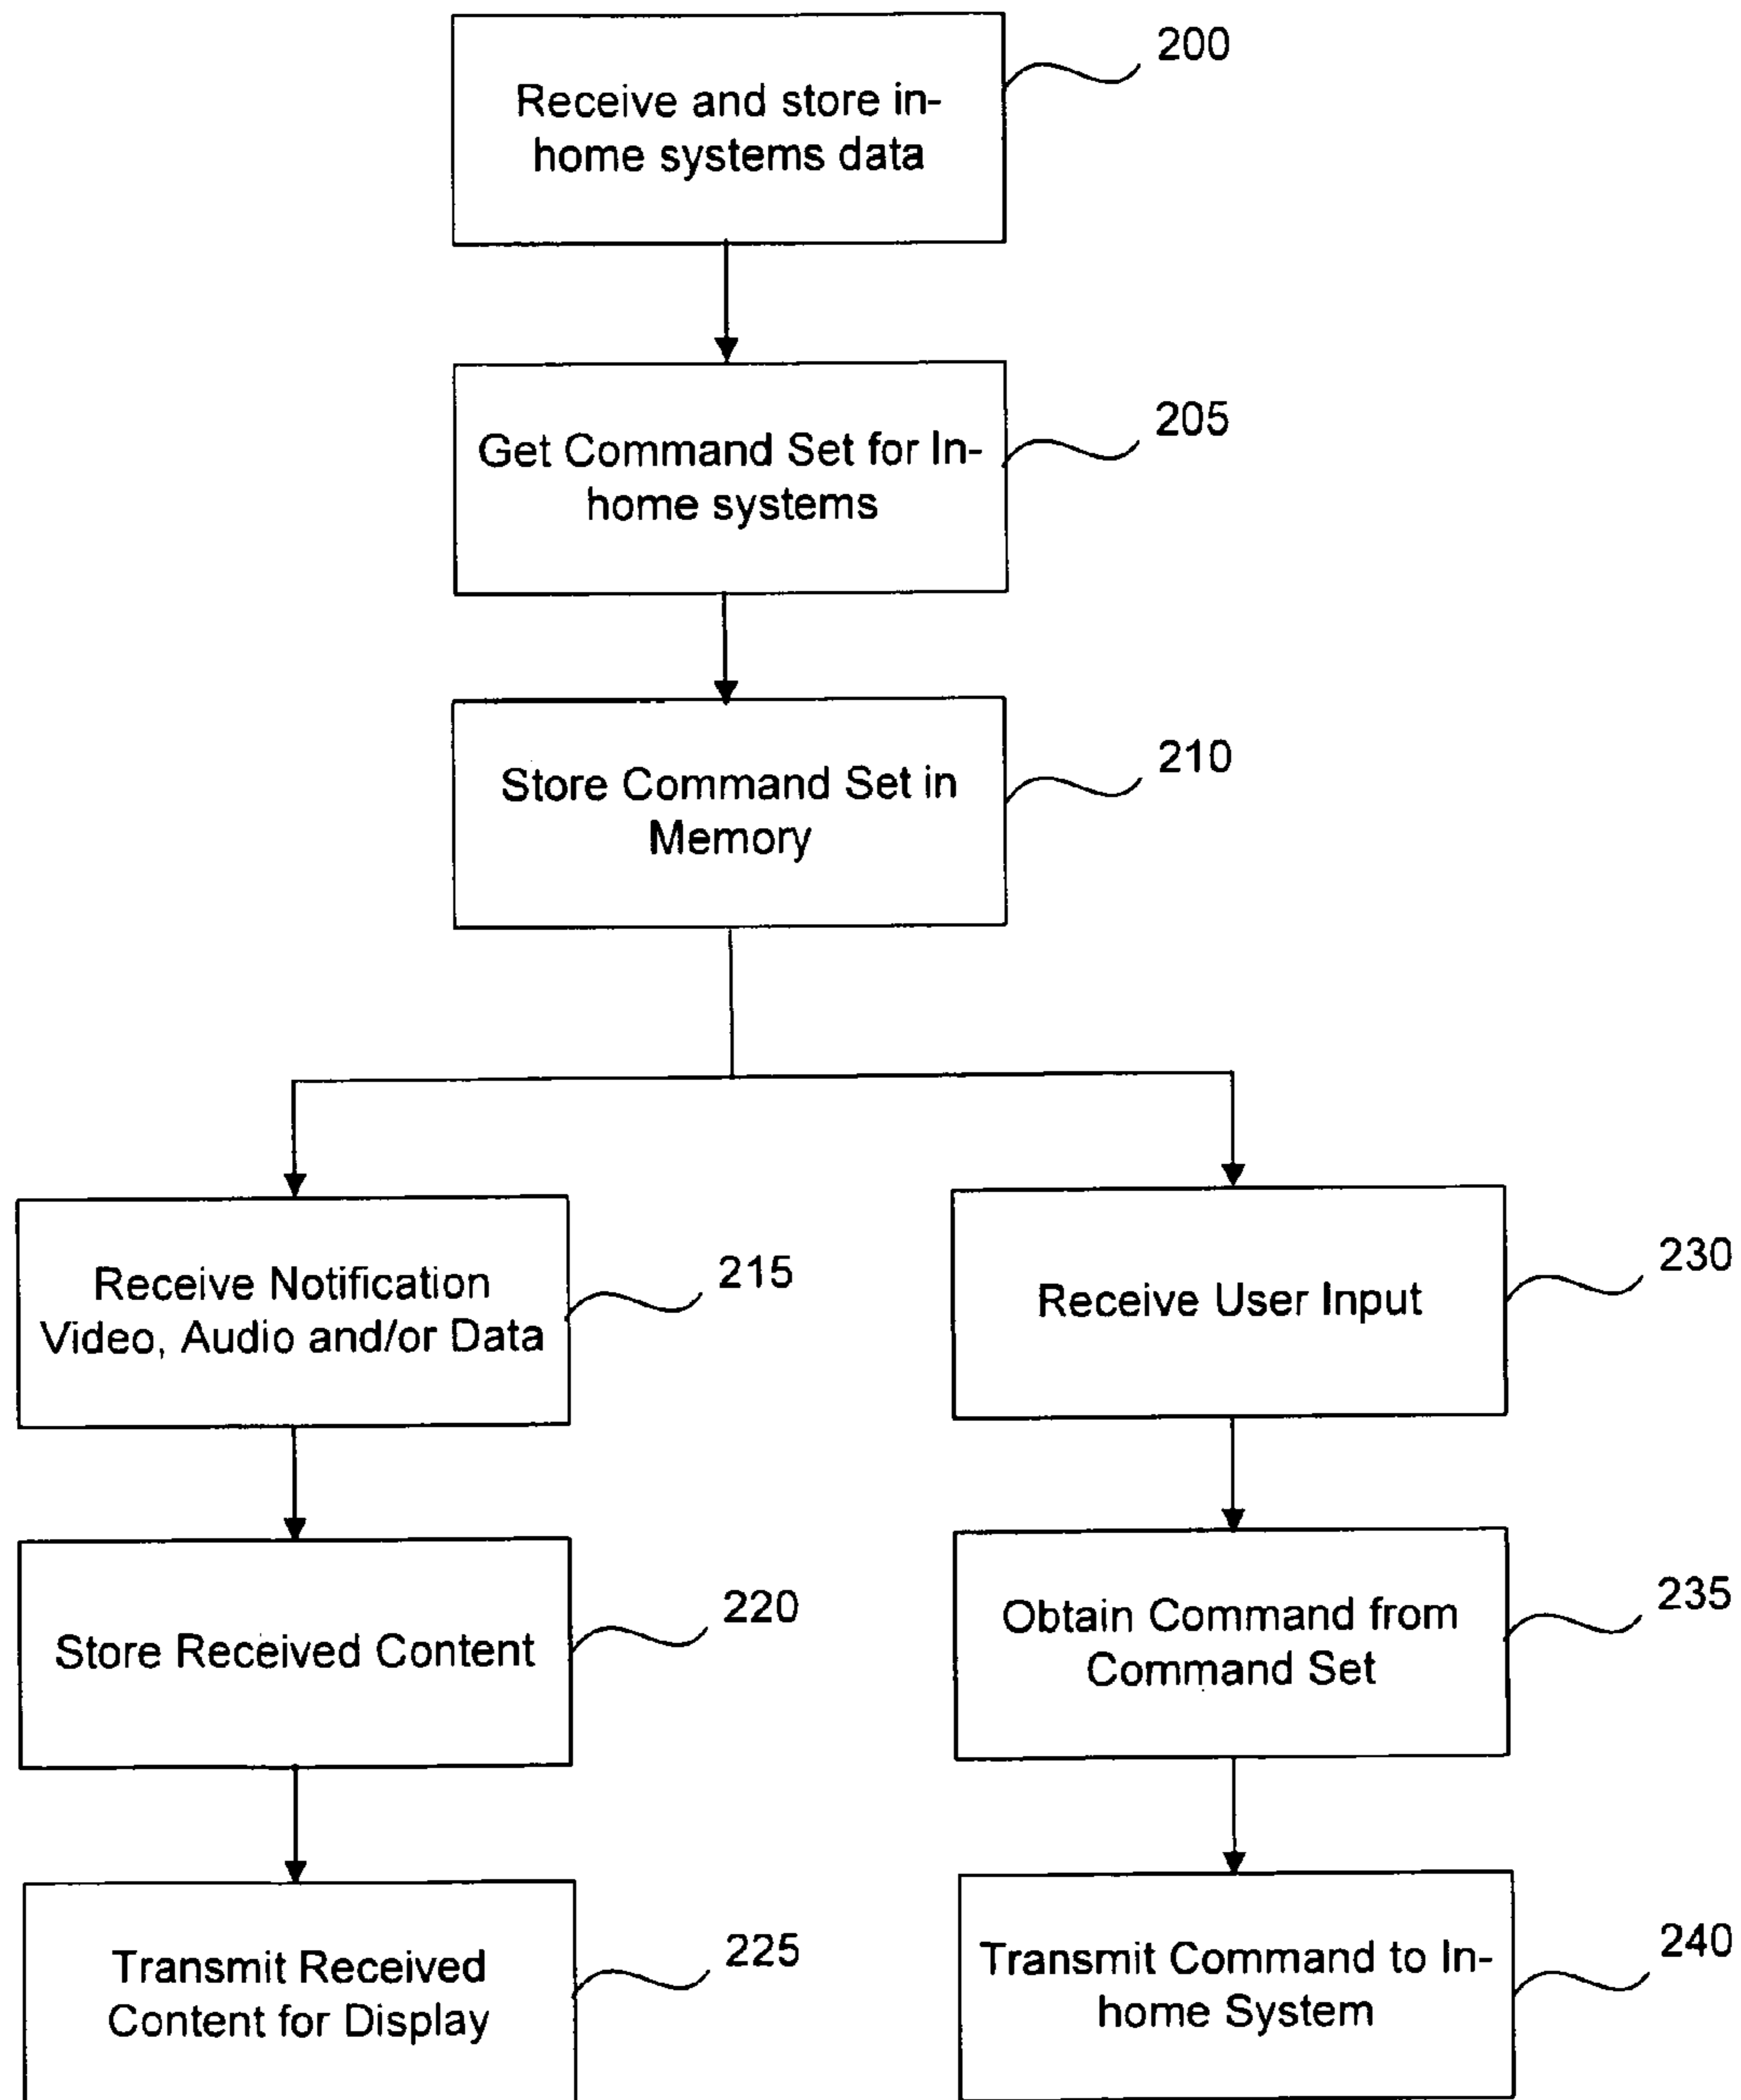 200
Receive and store in-
home systems data
205
Get Command Set for In-
home systems
210
Store Command Set in
Memory
215
Receive Notification
Video, Audio and/or Data
220
Store Received Content
225
Transmit Received
Content for Display
230
Receive User Input
235
Obtain Command from
Command Set
240
Transmit Command to In-
home System